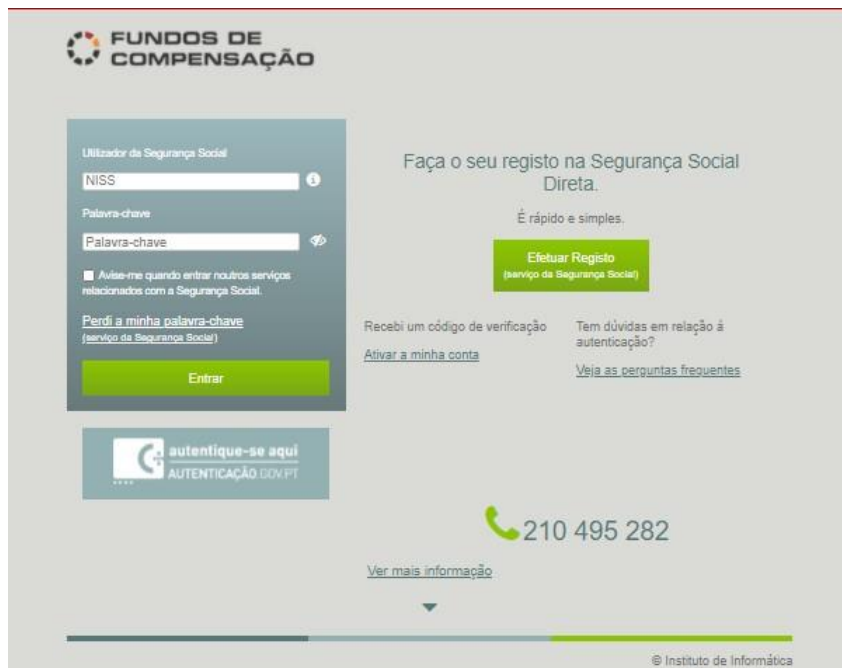 FUNDOS DE
COMPENSAÇÃO
Utilizador da Segurança Social
NISS
Palavra-chave
Palavra-chave
Avise-me quando entrar noutros serviços
relacionados com a Segurança Social.
Perdi a minha palavra-chave
(serviço da Segurança Social)
Entrar
autentique-se aqui
AUTENTICAÇÃO.GOV.PT
Faça o seu registo na Segurança Social
Direta.
É rápido e simples.
Efetuar Registo
(serviço da Segurança Social)
Recebi um código de verificação
Ativar a minha conta
Tem dúvidas em relação á
autenticação?
Veja as perguntas frequentes
210 495 282
Ver mais informação
© Instituto de Informática